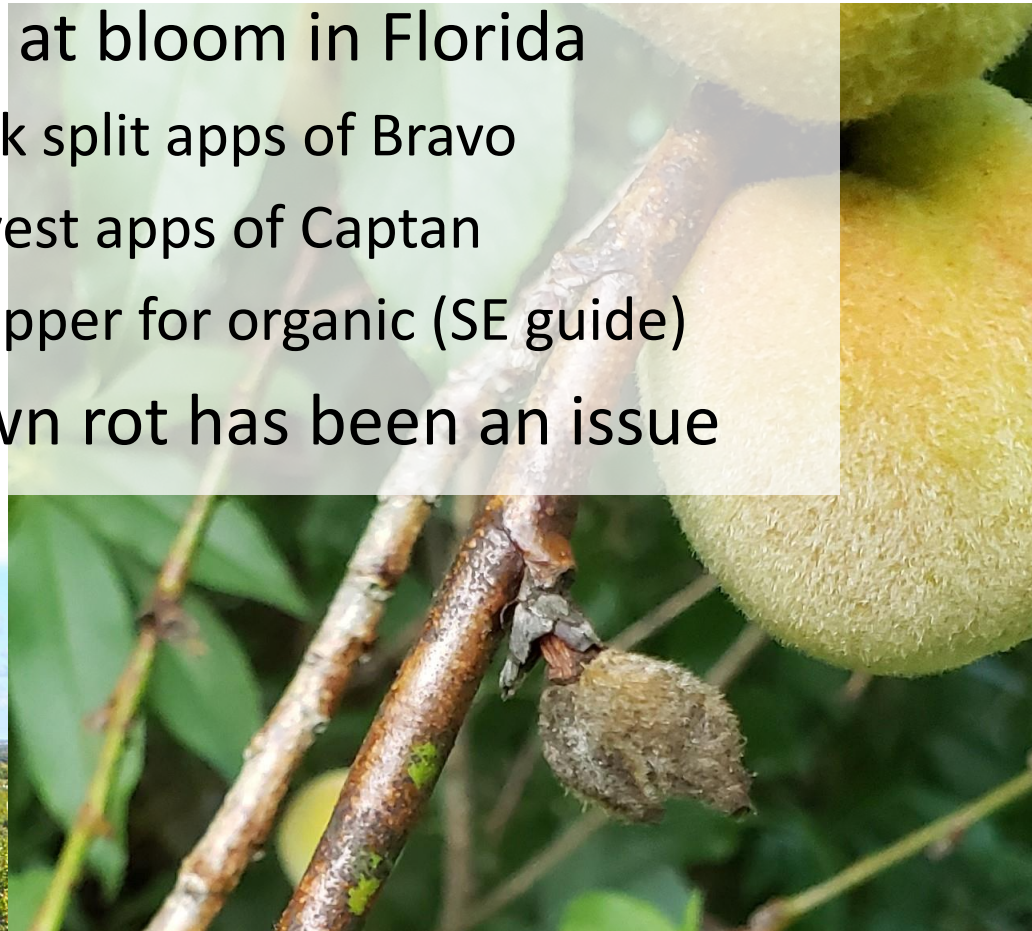 at bloom in Florida
k split apps of Bravo
vest apps of Captan
pper for organic (SE guide)
wn rot has been an issue